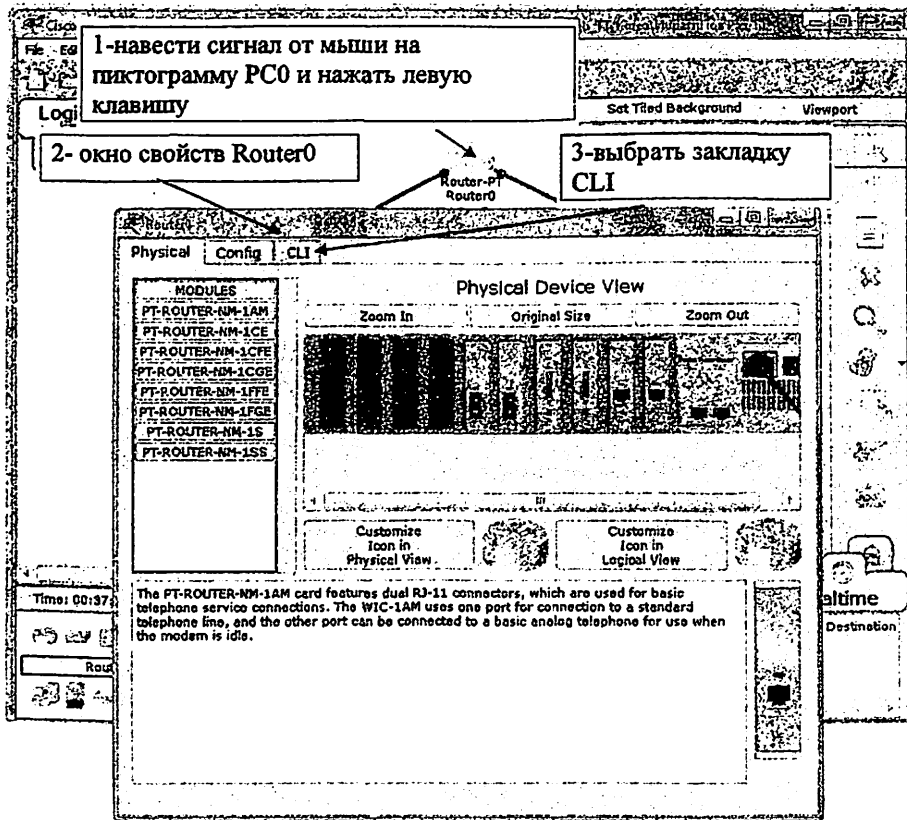 Cisco
File
1-навести сигнал от мыши на
пиктограмму PC0 и нажать левую
клавишу
Set Tiled Background
Viewport
2- окно свойств Router0
3-выбрать закладку
CLI
Router-PT
Router0
Physical
Config
CLI
MODULES
PT-ROUTER-NM-1AM
PT-ROUTER-NM-1CE
PT-ROUTER-NM-1CFE
PT-ROUTER-NM-1CGE
PT-ROUTER-NM-1FFE
PT-ROUTER-NM-1FGE
PT-ROUTER-NM-1S
PT-ROUTER-NM-1SS
Physical Device View
Zoom In
Original Size
Zoom Out
Customize
Icon in
Physical View
Customize
Icon in
Logical View
The PT-ROUTER-NM-1AM card features dual RJ-11 connectors, which are used for basic
telephone service connections. The WIC-1AM uses one port for connection to a standard
telephone line, and the other port can be connected to a basic analog telephone for use when
the modem is idle.
Time: 00:37:
altime
Destination
Rout